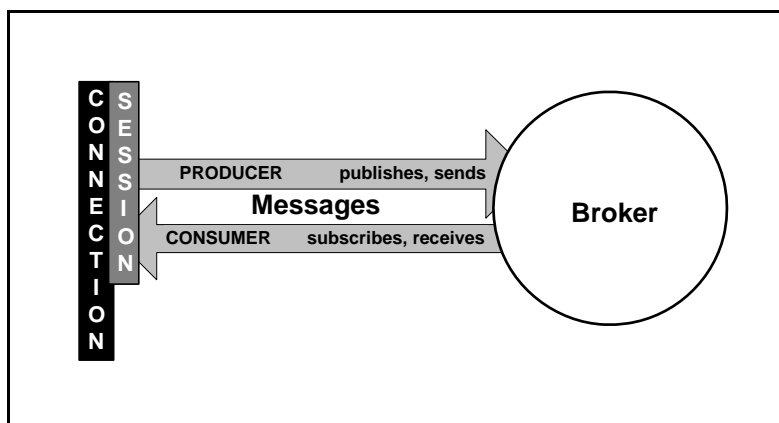 CONNECTION
SESSION
PRODUCER publishes, sends
Messages
CONSUMER subscribes, receives
Broker